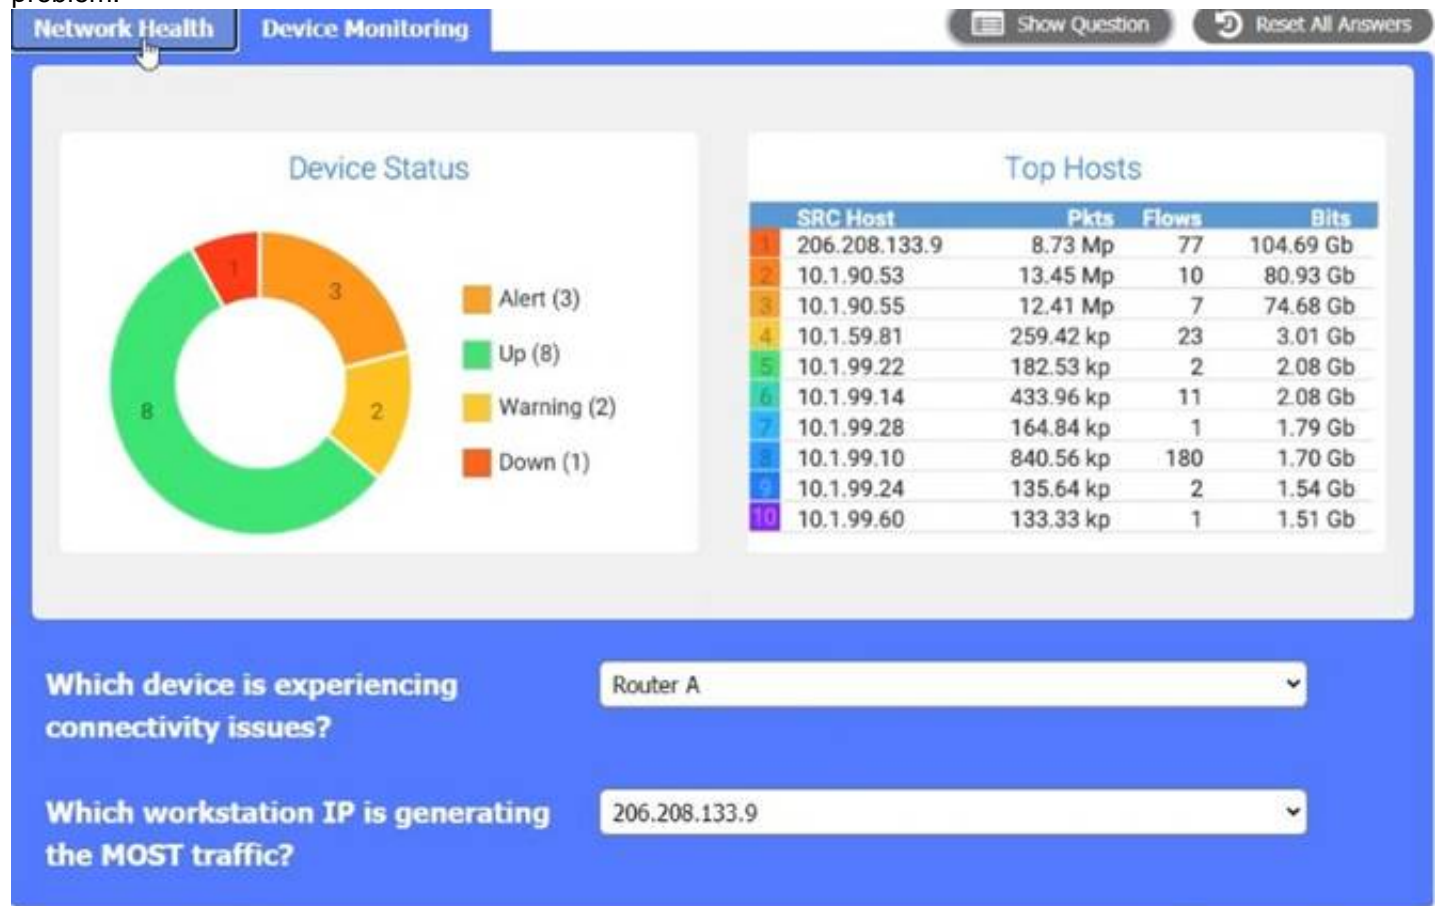 problem.
Network Health Device Monitoring Show Question Reset All Answers
Device Status
1
3
8
2
Alert (3)
Up (8)
Warning (2)
Down (1)
Top Hosts
SRC Host Pkts Flows Bits
1 206.208.133.9 8.73 Mp 77 104.69 Gb
2 10.1.90.53 13.45 Mp 10 80.93 Gb
3 10.1.90.55 12.41 Mp 7 74.68 Gb
4 10.1.59.81 259.42 kp 23 3.01 Gb
5 10.1.99.22 182.53 kp 2 2.08 Gb
6 10.1.99.14 433.96 kp 11 2.08 Gb
7 10.1.99.28 164.84 kp 1 1.79 Gb
8 10.1.99.10 840.56 kp 180 1.70 Gb
9 10.1.99.24 135.64 kp 2 1.54 Gb
10 10.1.99.60 133.33 kp 1 1.51 Gb
Which device is experiencing
connectivity issues?
Router A
Which workstation IP is generating
the MOST traffic?
206.208.133.9